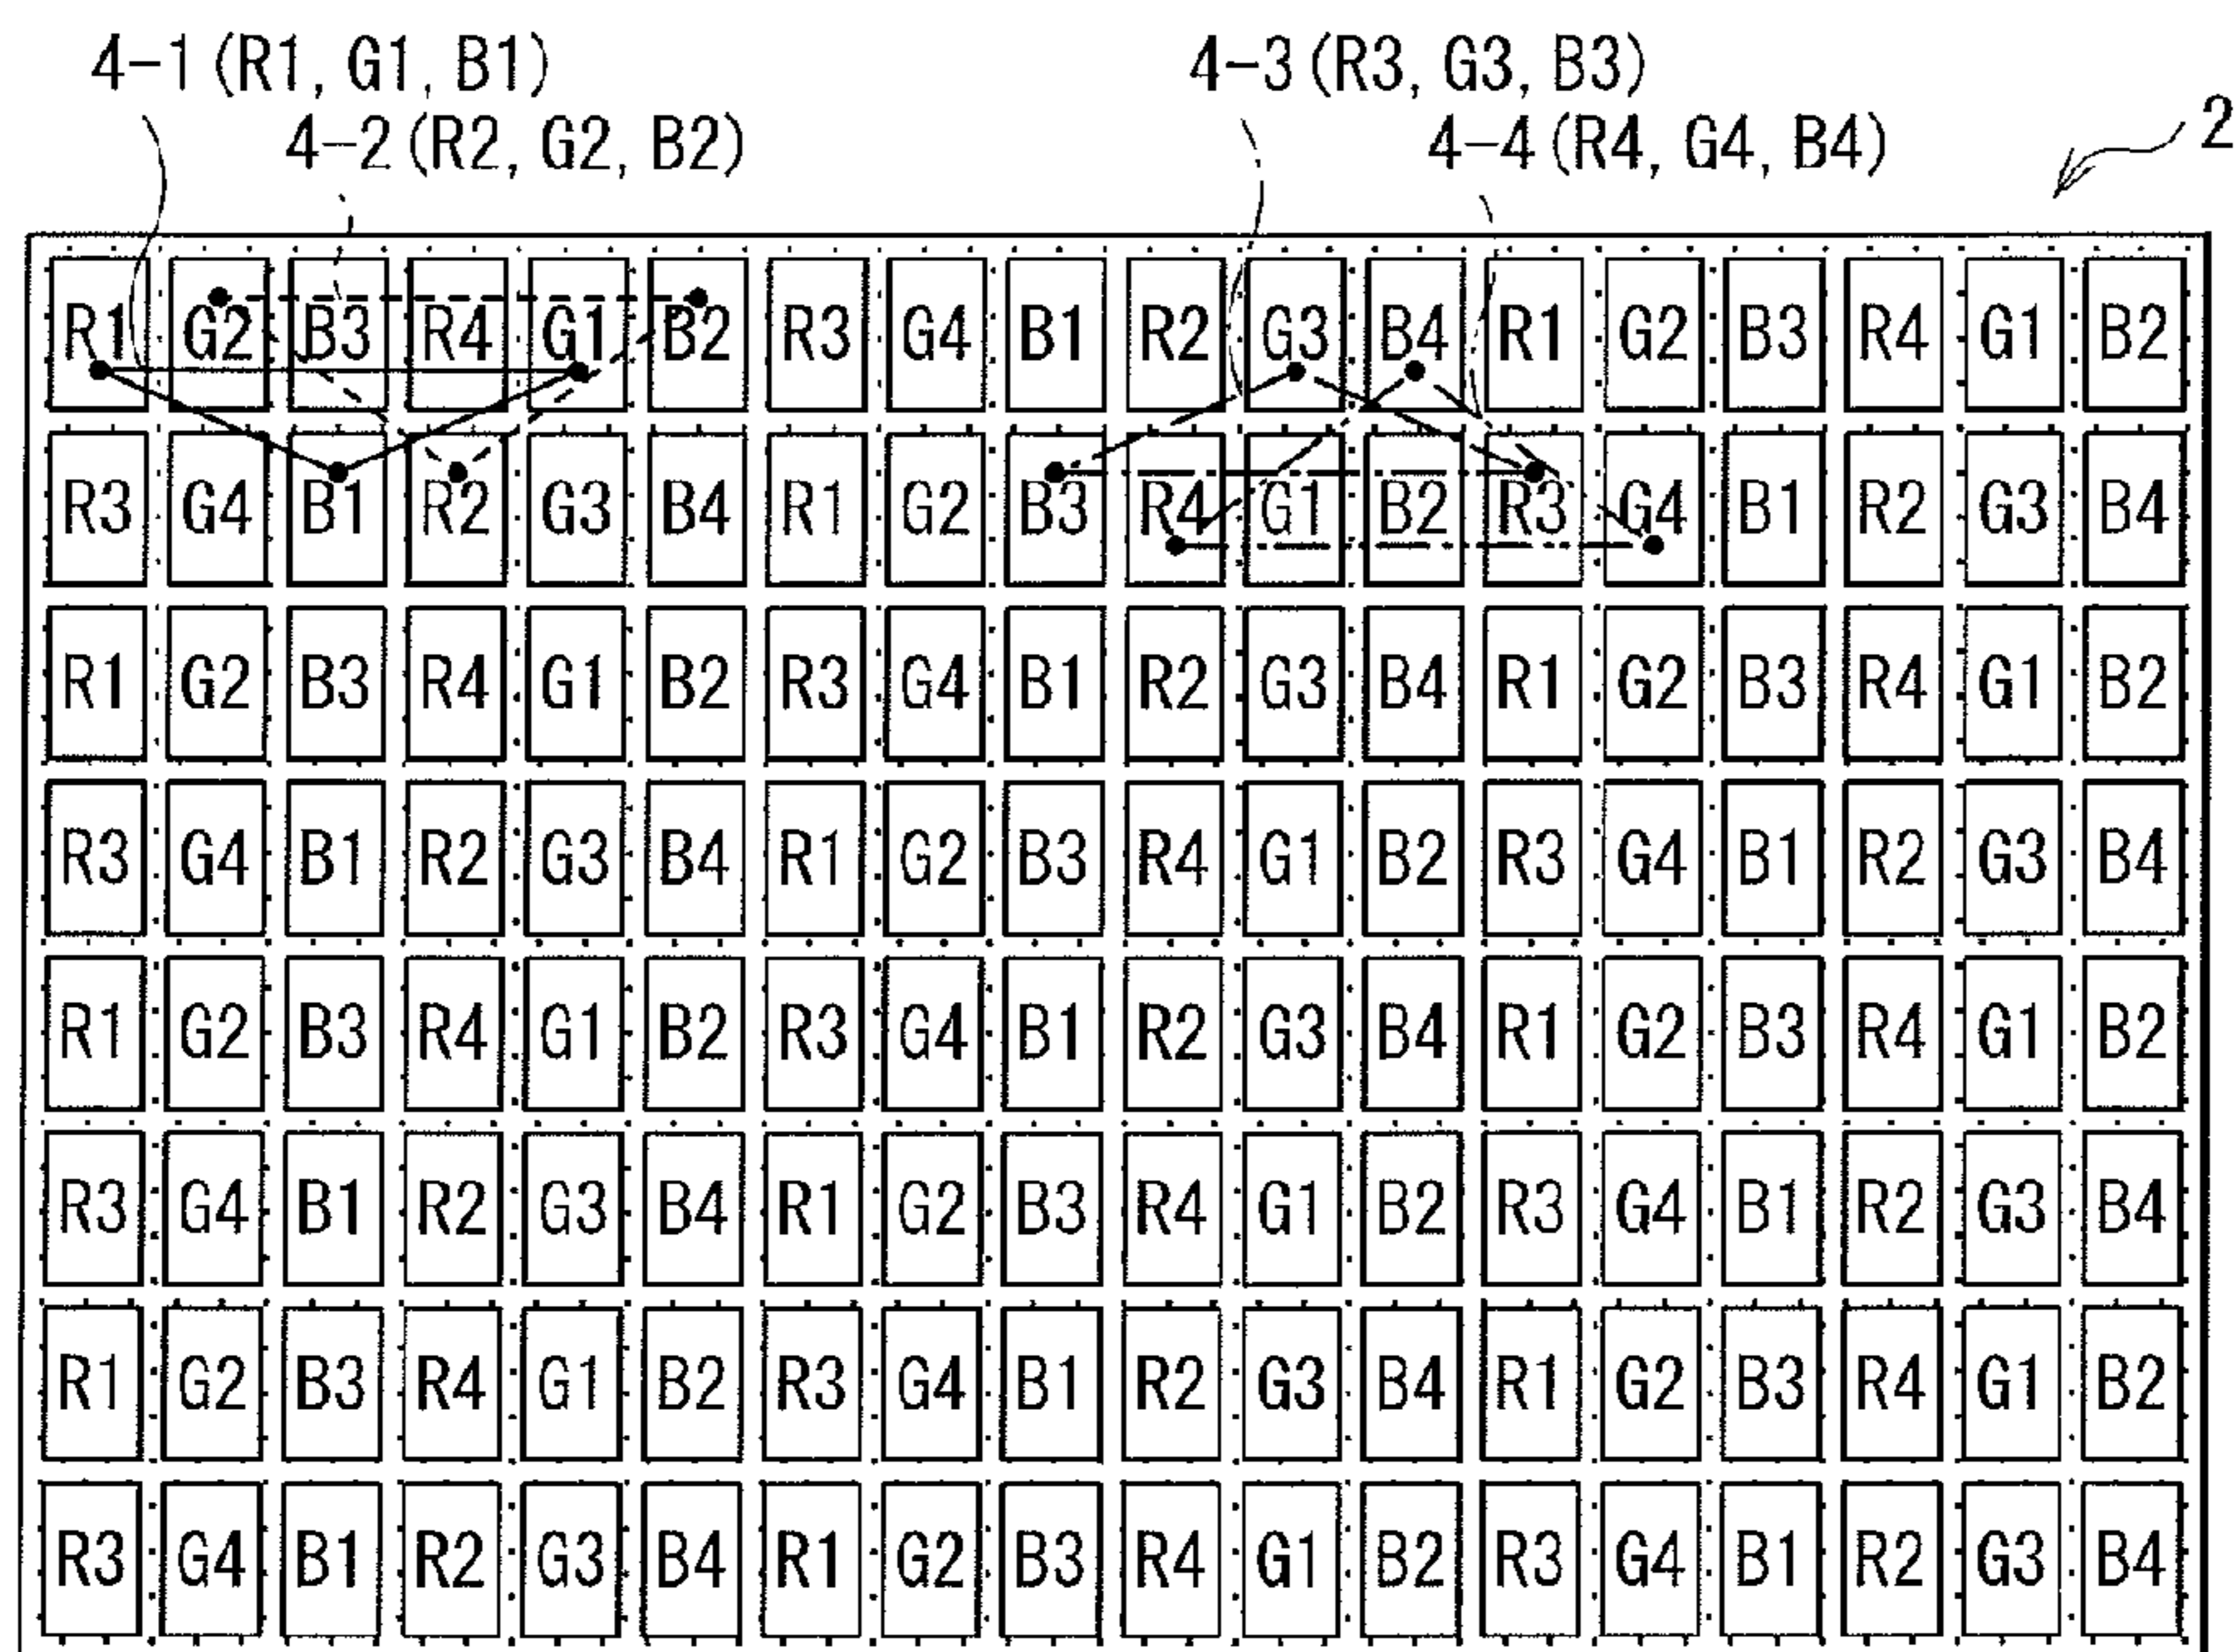 4-1 (R1, G1, B1)
4-3 (R3, G3, B3)
4-2 (R2, G2, B2)
4-4 (R4, G4, B4)
2
R1 G2 B3 R4 G1 B2 R3 G4 B1 R2 G3 B4 R1 G2 B3 R4 G1 B2
R3 G4 B1 R2 G3 B4 R1 G2 B3 R4 G1 B2 R3 G4 B1 R2 G3 B4
R1 G2 B3 R4 G1 B2 R3 G4 B1 R2 G3 B4 R1 G2 B3 R4 G1 B2
R3 G4 B1 R2 G3 B4 R1 G2 B3 R4 G1 B2 R3 G4 B1 R2 G3 B4
R1 G2 B3 R4 G1 B2 R3 G4 B1 R2 G3 B4 R1 G2 B3 R4 G1 B2
R3 G4 B1 R2 G3 B4 R1 G2 B3 R4 G1 B2 R3 G4 B1 R2 G3 B4
R1 G2 B3 R4 G1 B2 R3 G4 B1 R2 G3 B4 R1 G2 B3 R4 G1 B2
R3 G4 B1 R2 G3 B4 R1 G2 B3 R4 G1 B2 R3 G4 B1 R2 G3 B4